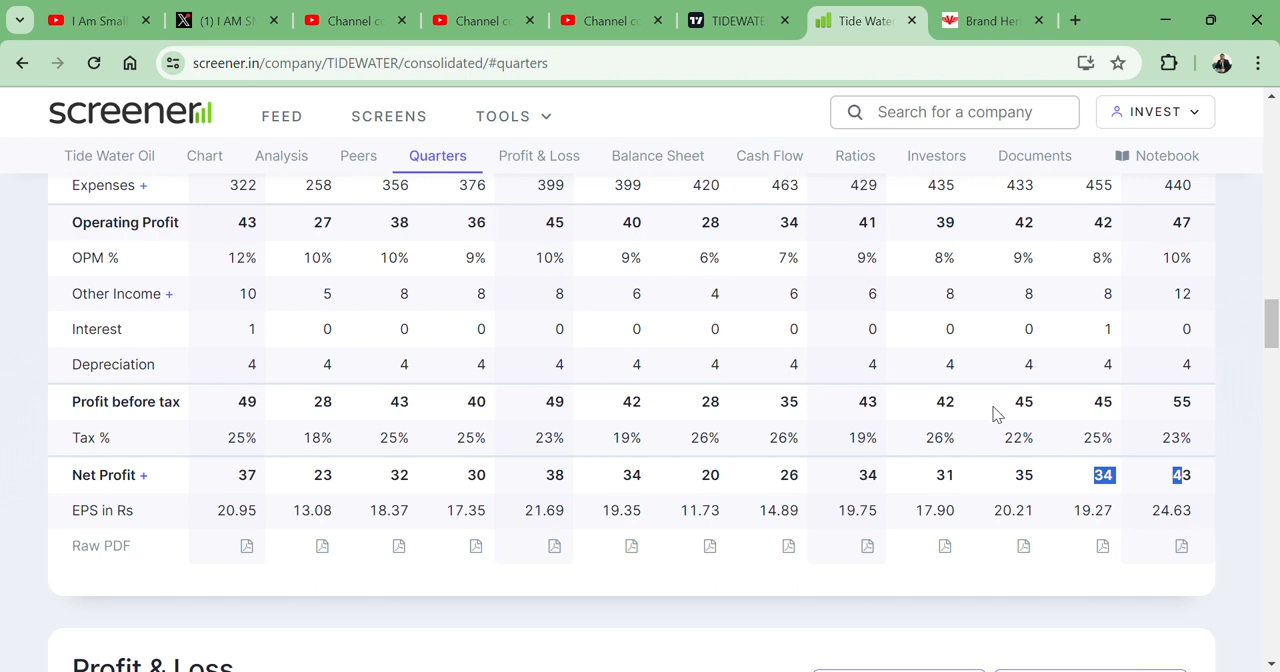 I Am Small
(1) I AM S
Channel c
Channel c
Channel c
TIDEWATE
Tide Wate
Brand Her
screener.in/company/TIDEWATER/consolidated/#quarters
screener
FEED
SCREENS
TOOLS
Search for a company
INVEST
Tide Water Oil Chart Analysis Peers Quarters Profit & Loss Balance Sheet Cash Flow Ratios Investors Documents Notebook
Expenses + 322 258 356 376 399 399 420 463 429 435 433 455 440
Operating Profit 43 27 38 36 45 40 28 34 41 39 42 42 47
OPM % 12% 10% 10% 9% 10% 9% 6% 7% 9% 8% 9% 8% 10%
Other Income + 10 5 8 8 8 6 4 6 6 8 8 8 12
Interest 1 0 0 0 0 0 0 0 0 0 0 1 0
Depreciation 4 4 4 4 4 4 4 4 4 4 4 4 4
Profit before tax 49 28 43 40 49 42 28 35 43 42 45 45 55
Tax % 25% 18% 25% 25% 23% 19% 26% 26% 19% 26% 22% 25% 23%
Net Profit + 37 23 32 30 38 34 20 26 34 31 35 34 43
EPS in Rs 20.95 13.08 18.37 17.35 21.69 19.35 11.73 14.89 19.75 17.90 20.21 19.27 24.63
Raw PDF
Profit & Loss